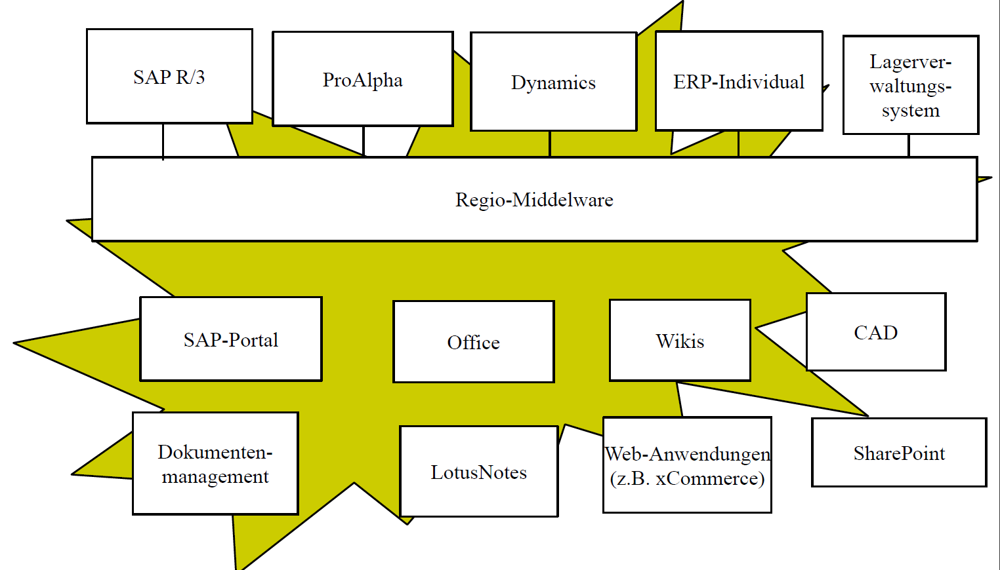 SAP R/3
ProAlpha
Dynamics
ERP-Individual
Lagerver-
waltungs-
system
Regio-Middelware
SAP-Portal
Office
Wikis
CAD
Dokumenten-
management
LotusNotes
Web-Anwendungen
(z.B. xCommerce)
SharePoint